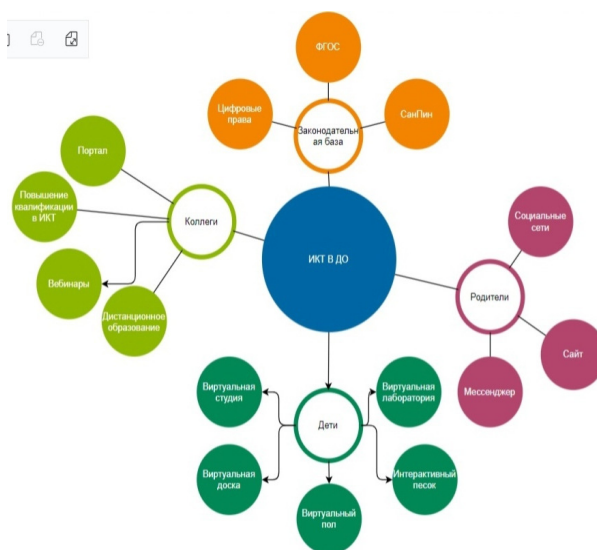 ФГОС
Цифровые
права
СанПин
Законодательн
ая база
Портал
Повышение
квалификации
в ИКТ
Коллеги
Вебинары
Дистанционное
образование
ИКТ В ДО
Социальные
сети
Родители
Сайт
Мессенджер
Виртуальная
студия
Виртуальная
лаборатория
Дети
Виртуальная
доска
Интерактивный
песок
Виртуальный
пол